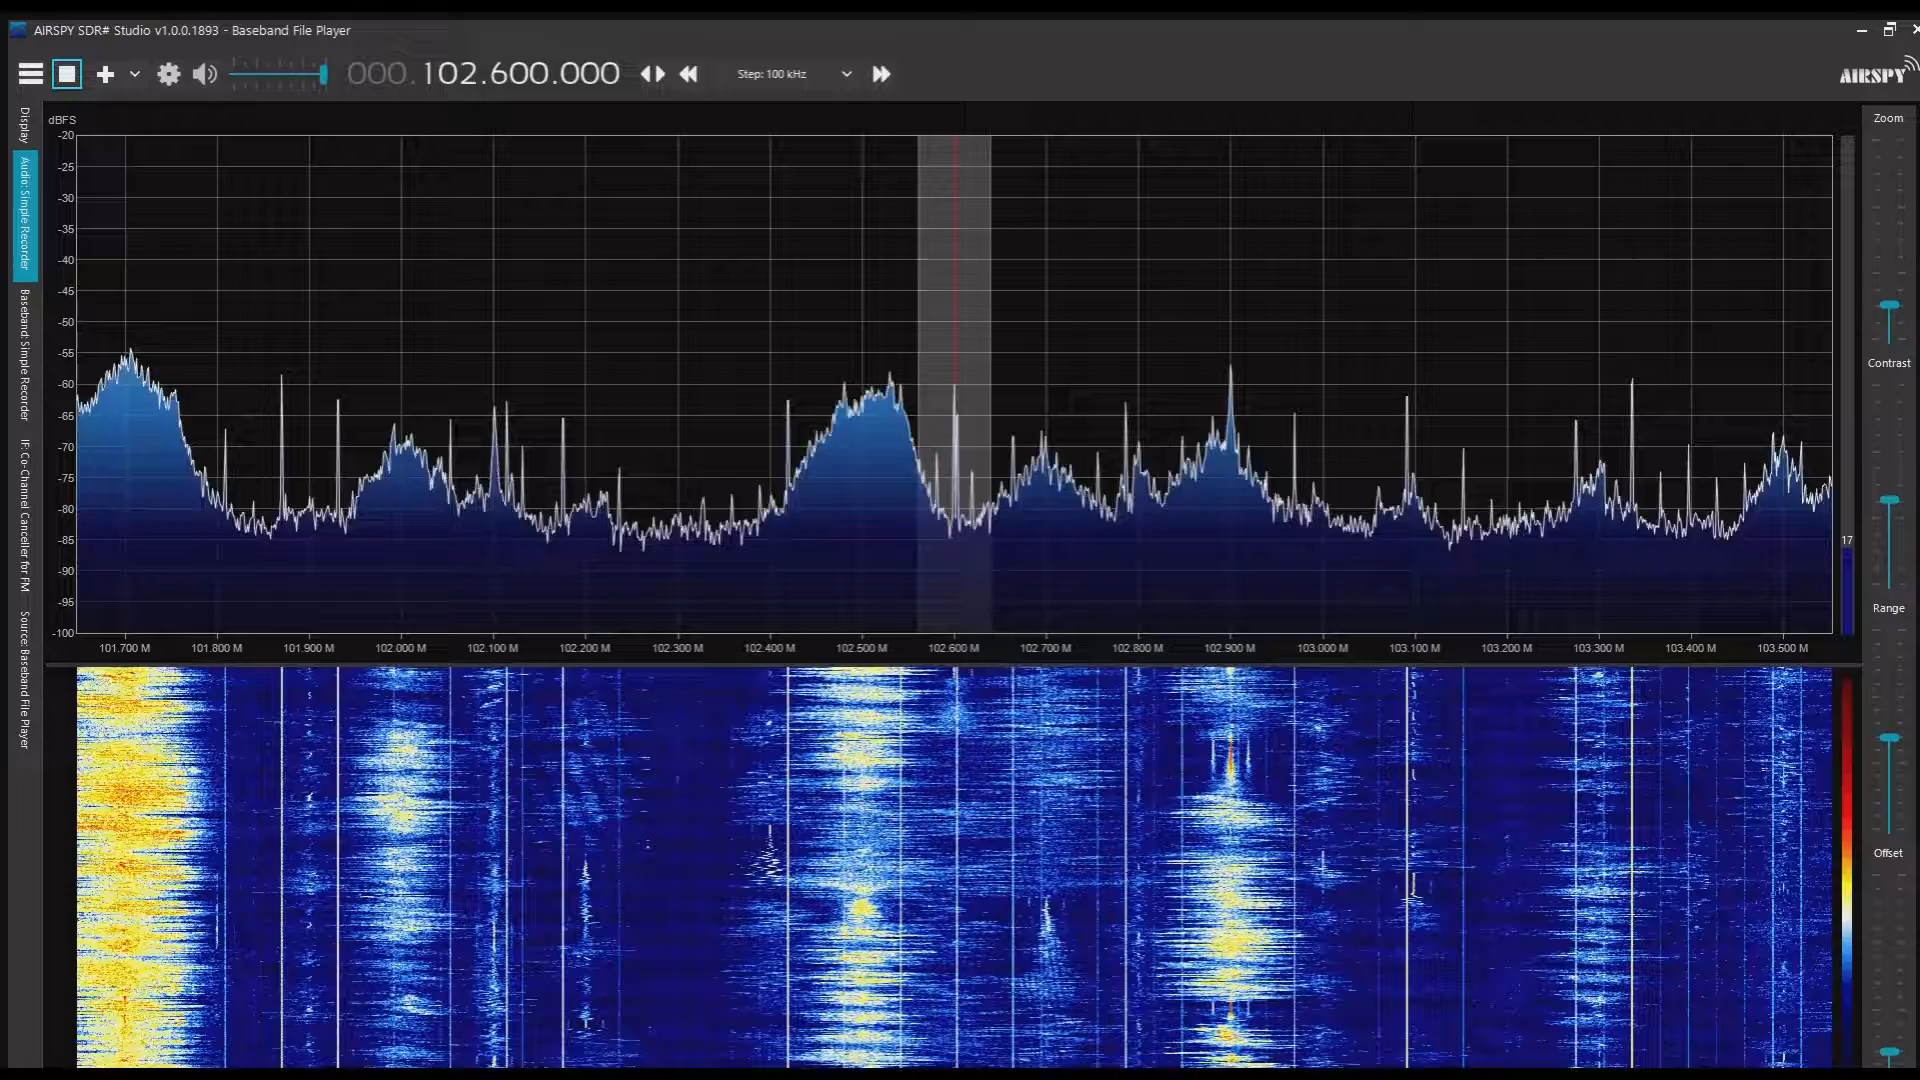 AIRSPY SDR# Studio v1.0.0.1893 - Baseband File Player
000.102.600.000
Step: 100 kHz
AIRSPY
Display
Audio: Simple Recorder
Baseband: Simple Recorder
IF Co-Channel Canceller for FM
Source: Baseband File Player
dBFS
-20
-25
-30
-35
-40
-45
-50
-55
-60
-65
-70
-75
-80
-85
-90
-95
-100
101.700 M 101.800 M 101.900 M 102.000 M 102.100 M 102.200 M 102.300 M 102.400 M 102.500 M 102.600 M 102.700 M 102.800 M 102.900 M 103.000 M 103.100 M 103.200 M 103.300 M 103.400 M 103.500 M
17
Zoom
Contrast
Range
Offset